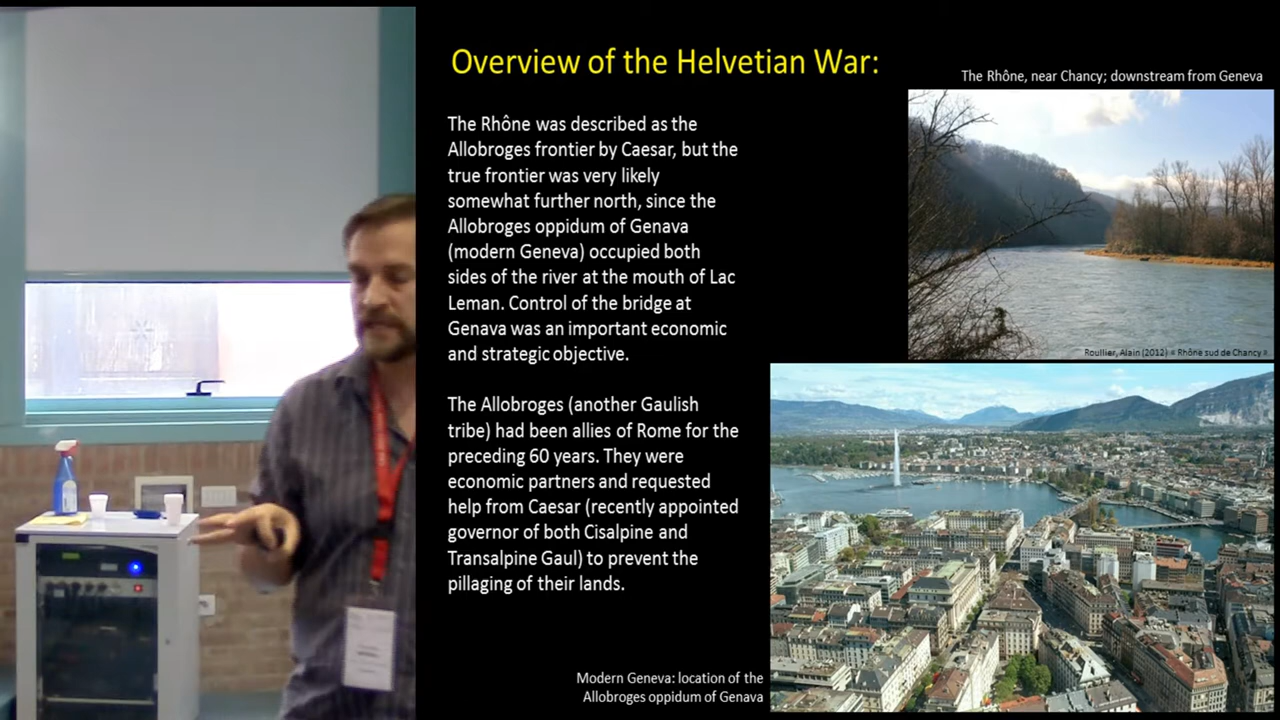 Overview of the Helvetian War:
The Rhône, near Chancy; downstream from Geneva
The Rhône was described as the
Allobroges frontier by Caesar, but the
true frontier was very likely
somewhat further north, since the
Allobroges oppidum of Genava
(modern Geneva) occupied both
sides of the river at the mouth of Lac
Leman. Control of the bridge at
Genava was an important economic
and strategic objective.
Roullier, Alain (2012) « Rhône sud de Chancy »
The Allobroges (another Gaulish
tribe) had been allies of Rome for the
preceding 60 years. They were
economic partners and requested
help from Caesar (recently appointed
governor of both Cisalpine and
Transalpine Gaul) to prevent the
pillaging of their lands.
Modern Geneva: location of the
Allobroges oppidum of Genava